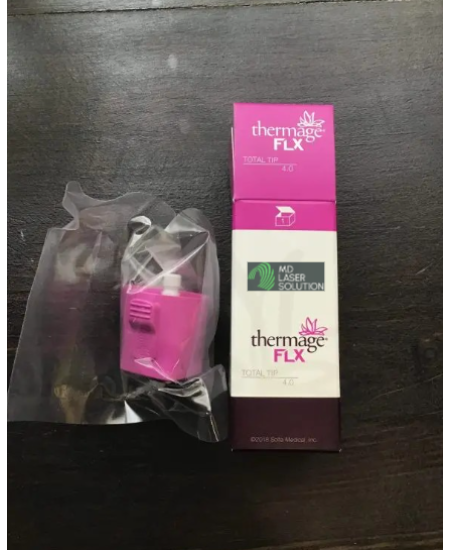 thermage®
FLX
TOTAL TIP
4.0
1
MD
LASER
SOLUTION
thermage®
FLX
TOTAL TIP
4.0
©2018 Solta Medical, Inc.